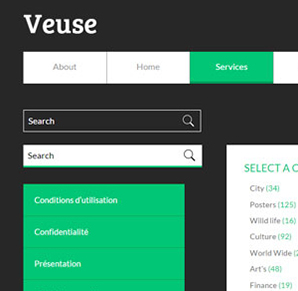 Veuse
About Home Services
Search
Search
Conditions d'utilisation
Confidentialité
Présentation
SELECT A C
City (34)
Posters (125)
Willd life (16)
Culture (92)
World Wide (2
Art's (48)
Finance (19)